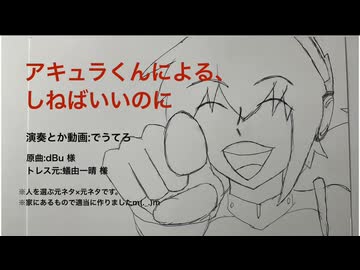 アキュラくんによる、
しねばいいのに
演奏とか動画:でうてろ
原曲:dBu 様
トレス元:蟻由一晴 様
※人を選ぶ元ネタ×元ネタです。
※家にあるもので適当に作りましたm(._.)m